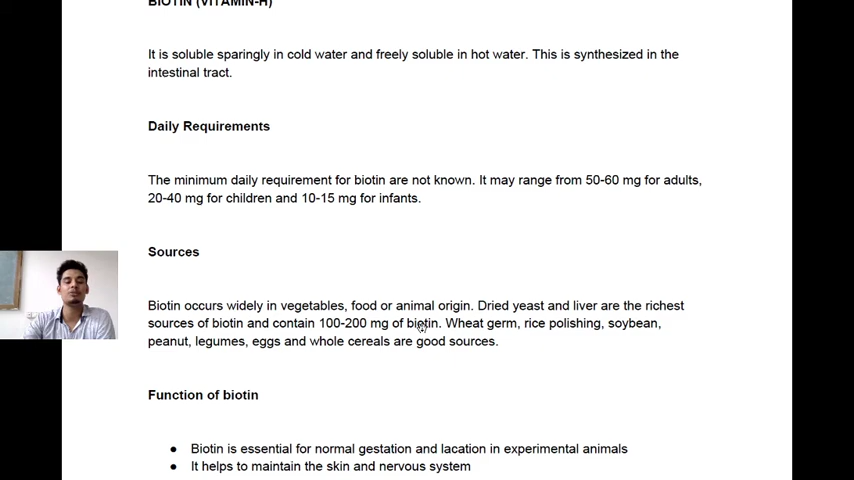 BIOTIN (VITAMIN-H)
It is soluble sparingly in cold water and freely soluble in hot water. This is synthesized in the
intestinal tract.
Daily Requirements
The minimum daily requirement for biotin are not known. It may range from 50-60 mg for adults,
20-40 mg for children and 10-15 mg for infants.
Sources
Biotin occurs widely in vegetables, food or animal origin. Dried yeast and liver are the richest
sources of biotin and contain 100-200 mg of biotin. Wheat germ, rice polishing, soybean,
peanut, legumes, eggs and whole cereals are good sources.
Function of biotin
● Biotin is essential for normal gestation and lacation in experimental animals
● It helps to maintain the skin and nervous system